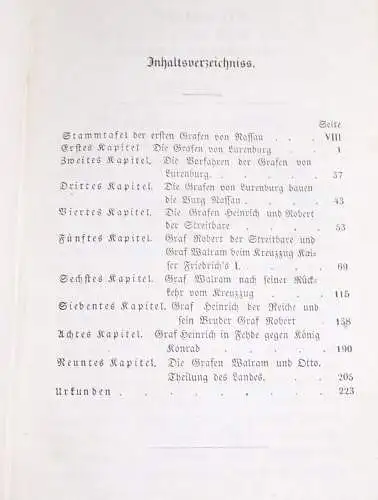 Inhaltsverzeichniss.
Seite
Stammtafel der ersten Grafen von Nassau . . . VIII
Erstes Kapitel. Die Grafen von Lurenburg . . . 1
Zweites Kapitel. Die Vorfahren der Grafen von
Lurenburg. . . . . . 37
Drittes Kapitel. Die Grafen von Lurenburg bauen
die Burg Nassau . . . . . 43
Viertes Kapitel. Die Grafen Heinrich und Robert
der Streitbare . . . . 53
Fünftes Kapitel. Graf Robert der Streitbare und
Graf Walram beim Kreuzzug Kai-
ser Friedrich's I. . . . . 69
Sechstes Kapitel. Graf Walram nach seiner Rück-
kehr vom Kreuzzug . . . 115
Siebentes Kapitel. Graf Heinrich der Reiche und
sein Bruder Graf Robert . 158
Achtes Kapitel. Graf Heinrich in Fehde gegen König
Konrad . . . . . 190
Neuntes Kapitel. Die Grafen Walram und Otto.
Theilung des Landes. . . . 205
Urkunden . . . . . . . . 223